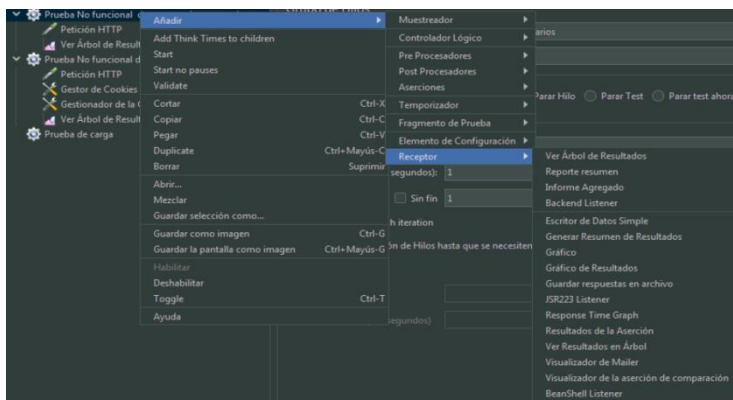 Prueba No funcional
Petición HTTP
Ver Árbol de Result
Prueba No funcional d
Petición HTTP
Gestor de Cookies
Gestionador de la
Ver Árbol de Result
Prueba de carga
Añadir
Add Think Times to children
Start
Start no pauses
Validate
Cortar Ctrl-X
Copiar Ctrl-C
Pegar Ctrl-V
Duplicate Ctrl+Mayús-C
Borrar Suprimir
Abrir...
Mezclar
Guardar selección como...
Guardar como imagen Ctrl-G
Guardar la pantalla como imagen Ctrl+Mayús-G
Habilitar
Deshabilitar
Toggle Ctrl-T
Ayuda
Muestreador
Controlador Lógico
Pre Procesadores
Post Procesadores
Aserciones
Temporizador
Fragmento de Prueba
Elemento de Configuración
Receptor
arios
Parar Hilo Parar Test Parar test ahora
segundos): 1
Sin fín 1
h iteration
ón de Hilos hasta que se necesiten
segundos)
Ver Árbol de Resultados
Reporte resumen
Informe Agregado
Backend Listener
Escritor de Datos Simple
Generar Resumen de Resultados
Gráfico
Gráfico de Resultados
Guardar respuestas en archivo
JSR223 Listener
Response Time Graph
Resultados de la Aserción
Ver Resultados en Árbol
Visualizador de Mailer
Visualizador de la aserción de comparación
BeanShell Listener